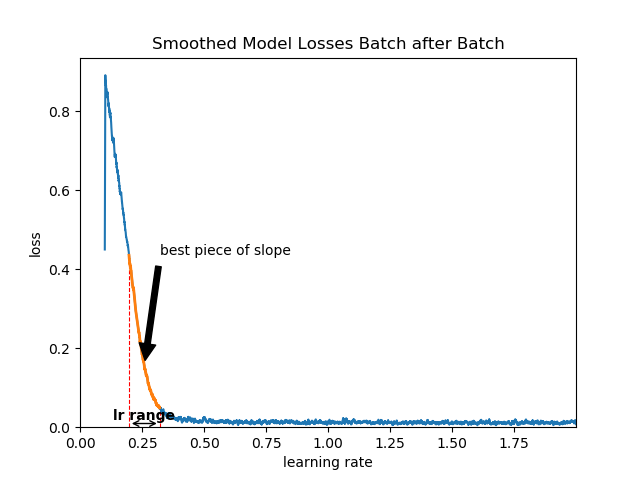 Smoothed Model Losses Batch after Batch
0.8
0.6
0.4
0.2
0.0
loss
best piece of slope
lr range
0.00 0.25 0.50 0.75 1.00 1.25 1.50 1.75
learning rate